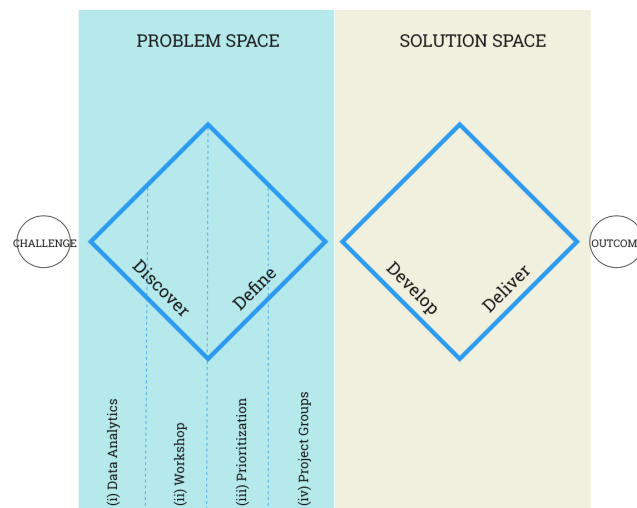 PROBLEM SPACE
SOLUTION SPACE
CHALLENGE
Discover
Define
Develop
Deliver
OUTCOM
(i) Data Analytics
(ii) Workshop
(iii) Prioritization
(iv) Project Groups